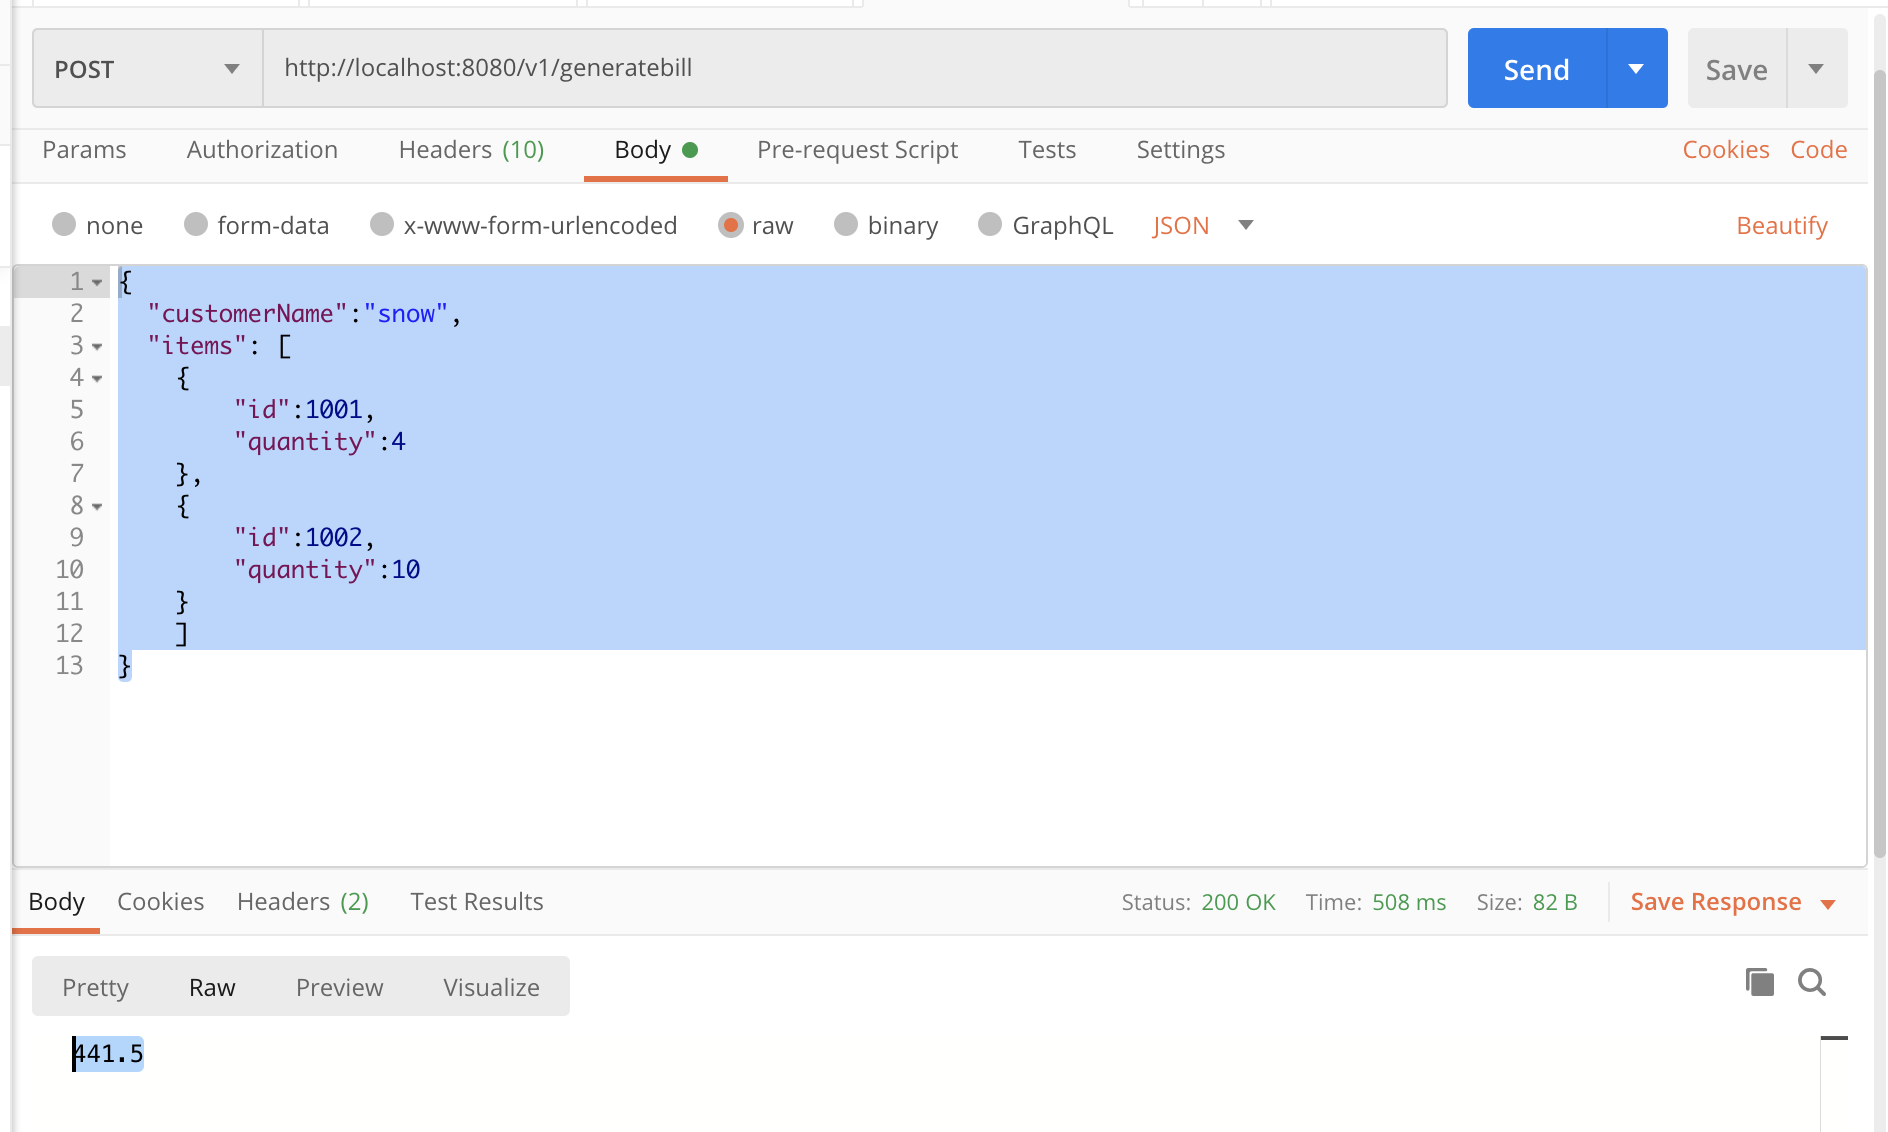 POST http://localhost:8080/v1/generatebill Send Save
Params Authorization Headers (10) Body Pre-request Script Tests Settings Cookies Code
none form-data x-www-form-urlencoded raw binary GraphQL JSON Beautify
1 {
2 "customerName":"snow",
3 "items": [
4 {
5 "id":1001,
6 "quantity":4
7 },
8 {
9 "id":1002,
10 "quantity":10
11 }
12 ]
13 }
Body Cookies Headers (2) Test Results Status: 200 OK Time: 508 ms Size: 82 B Save Response
Pretty Raw Preview Visualize
441.5